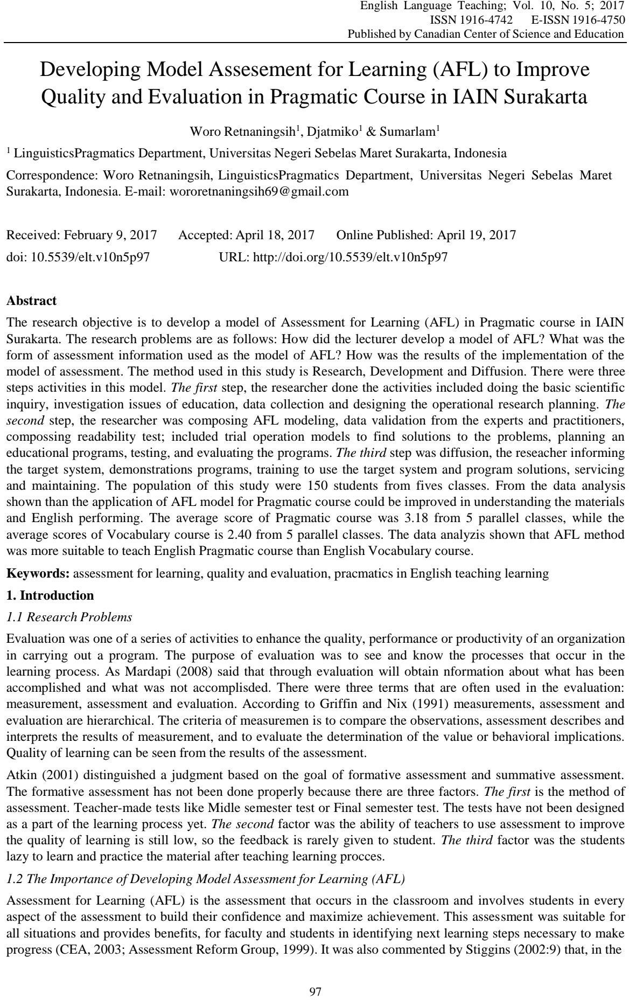 English Language Teaching; Vol. 10, No. 5; 2017
ISSN 1916-4742 E-ISSN 1916-4750
Published by Canadian Center of Science and Education
Developing Model Assesement for Learning (AFL) to Improve
Quality and Evaluation in Pragmatic Course in IAIN Surakarta
Woro Retnaningsih1, Djatmiko1 & Sumarlam1
1 LinguisticsPragmatics Department, Universitas Negeri Sebelas Maret Surakarta, Indonesia
Correspondence: Woro Retnaningsih, LinguisticsPragmatics Department, Universitas Negeri Sebelas Maret
Surakarta, Indonesia. E-mail: wororetnaningsih69@gmail.com
Received: February 9, 2017 Accepted: April 18, 2017 Online Published: April 19, 2017
doi: 10.5539/elt.v10n5p97 URL: http://doi.org/10.5539/elt.v10n5p97
Abstract
The research objective is to develop a model of Assessment for Learning (AFL) in Pragmatic course in IAIN
Surakarta. The research problems are as follows: How did the lecturer develop a model of AFL? What was the
form of assessment information used as the model of AFL? How was the results of the implementation of the
model of assessment. The method used in this study is Research, Development and Diffusion. There were three
steps activities in this model. The first step, the researcher done the activities included doing the basic scientific
inquiry, investigation issues of education, data collection and designing the operational research planning. The
second step, the researcher was composing AFL modeling, data validation from the experts and practitioners,
compossing readability test; included trial operation models to find solutions to the problems, planning an
educational programs, testing, and evaluating the programs. The third step was diffusion, the reseacher informing
the target system, demonstrations programs, training to use the target system and program solutions, servicing
and maintaining. The population of this study were 150 students from fives classes. From the data analysis
shown than the application of AFL model for Pragmatic course could be improved in understanding the materials
and English performing. The average score of Pragmatic course was 3.18 from 5 parallel classes, while the
average scores of Vocabulary course is 2.40 from 5 parallel classes. The data analyzis shown that AFL method
was more suitable to teach English Pragmatic course than English Vocabulary course.
Keywords: assessment for learning, quality and evaluation, pracmatics in English teaching learning
1. Introduction
1.1 Research Problems
Evaluation was one of a series of activities to enhance the quality, performance or productivity of an organization
in carrying out a program. The purpose of evaluation was to see and know the processes that occur in the
learning process. As Mardapi (2008) said that through evaluation will obtain nformation about what has been
accomplished and what was not accomplisded. There were three terms that are often used in the evaluation:
measurement, assessment and evaluation. According to Griffin and Nix (1991) measurements, assessment and
evaluation are hierarchical. The criteria of measuremen is to compare the observations, assessment describes and
interprets the results of measurement, and to evaluate the determination of the value or behavioral implications.
Quality of learning can be seen from the results of the assessment.
Atkin (2001) distinguished a judgment based on the goal of formative assessment and summative assessment.
The formative assessment has not been done properly because there are three factors. The first is the method of
assessment. Teacher-made tests like Midle semester test or Final semester test. The tests have not been designed
as a part of the learning process yet. The second factor was the ability of teachers to use assessment to improve
the quality of learning is still low, so the feedback is rarely given to student. The third factor was the students
lazy to learn and practice the material after teaching learning procces.
1.2 The Importance of Developing Model Assessment for Learning (AFL)
Assessment for Learning (AFL) is the assessment that occurs in the classroom and involves students in every
aspect of the assessment to build their confidence and maximize achievement. This assessment was suitable for
all situations and provides benefits, for faculty and students in identifying next learning steps necessary to make
progress (CEA, 2003; Assessment Reform Group, 1999). It was also commented by Stiggins (2002:9) that, in the
97